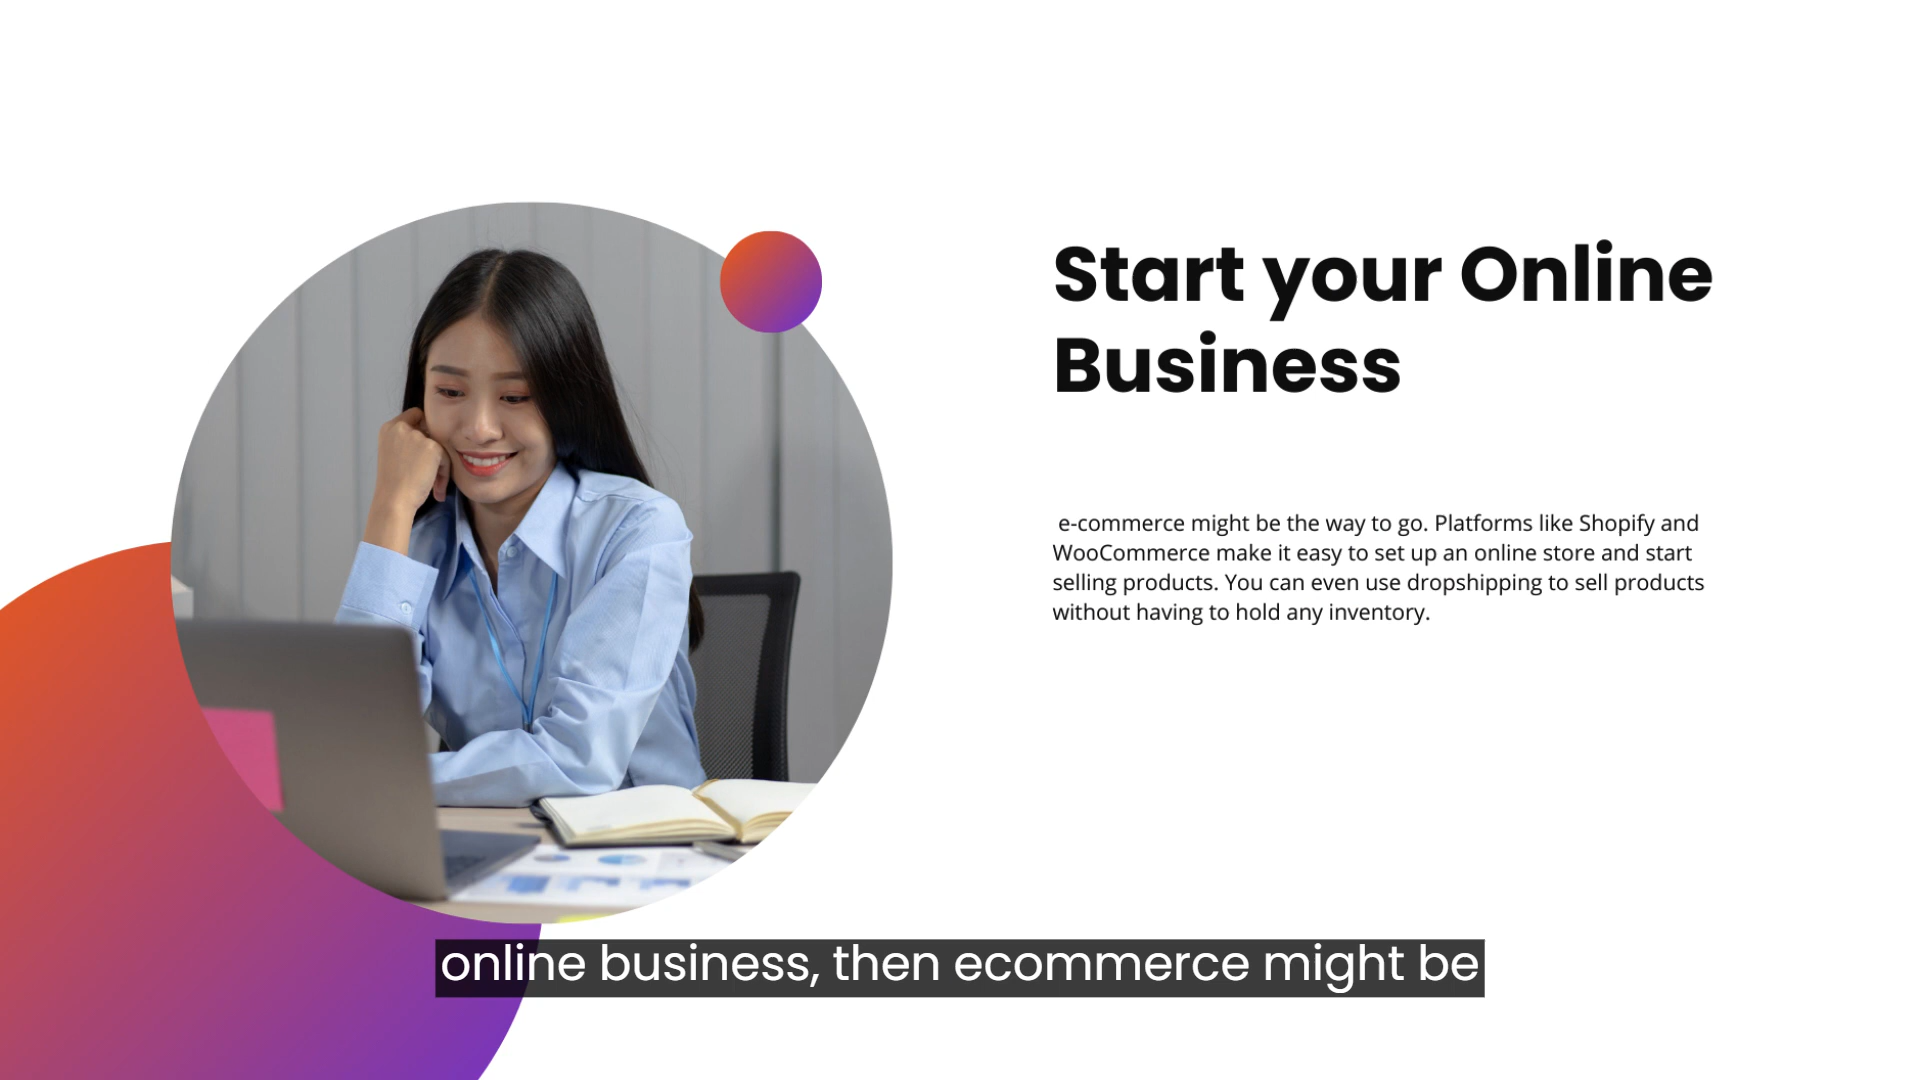 Start your Online
Business
e-commerce might be the way to go. Platforms like Shopify and
WooCommerce make it easy to set up an online store and start
selling products. You can even use dropshipping to sell products
without having to hold any inventory.
online business, then ecommerce might be